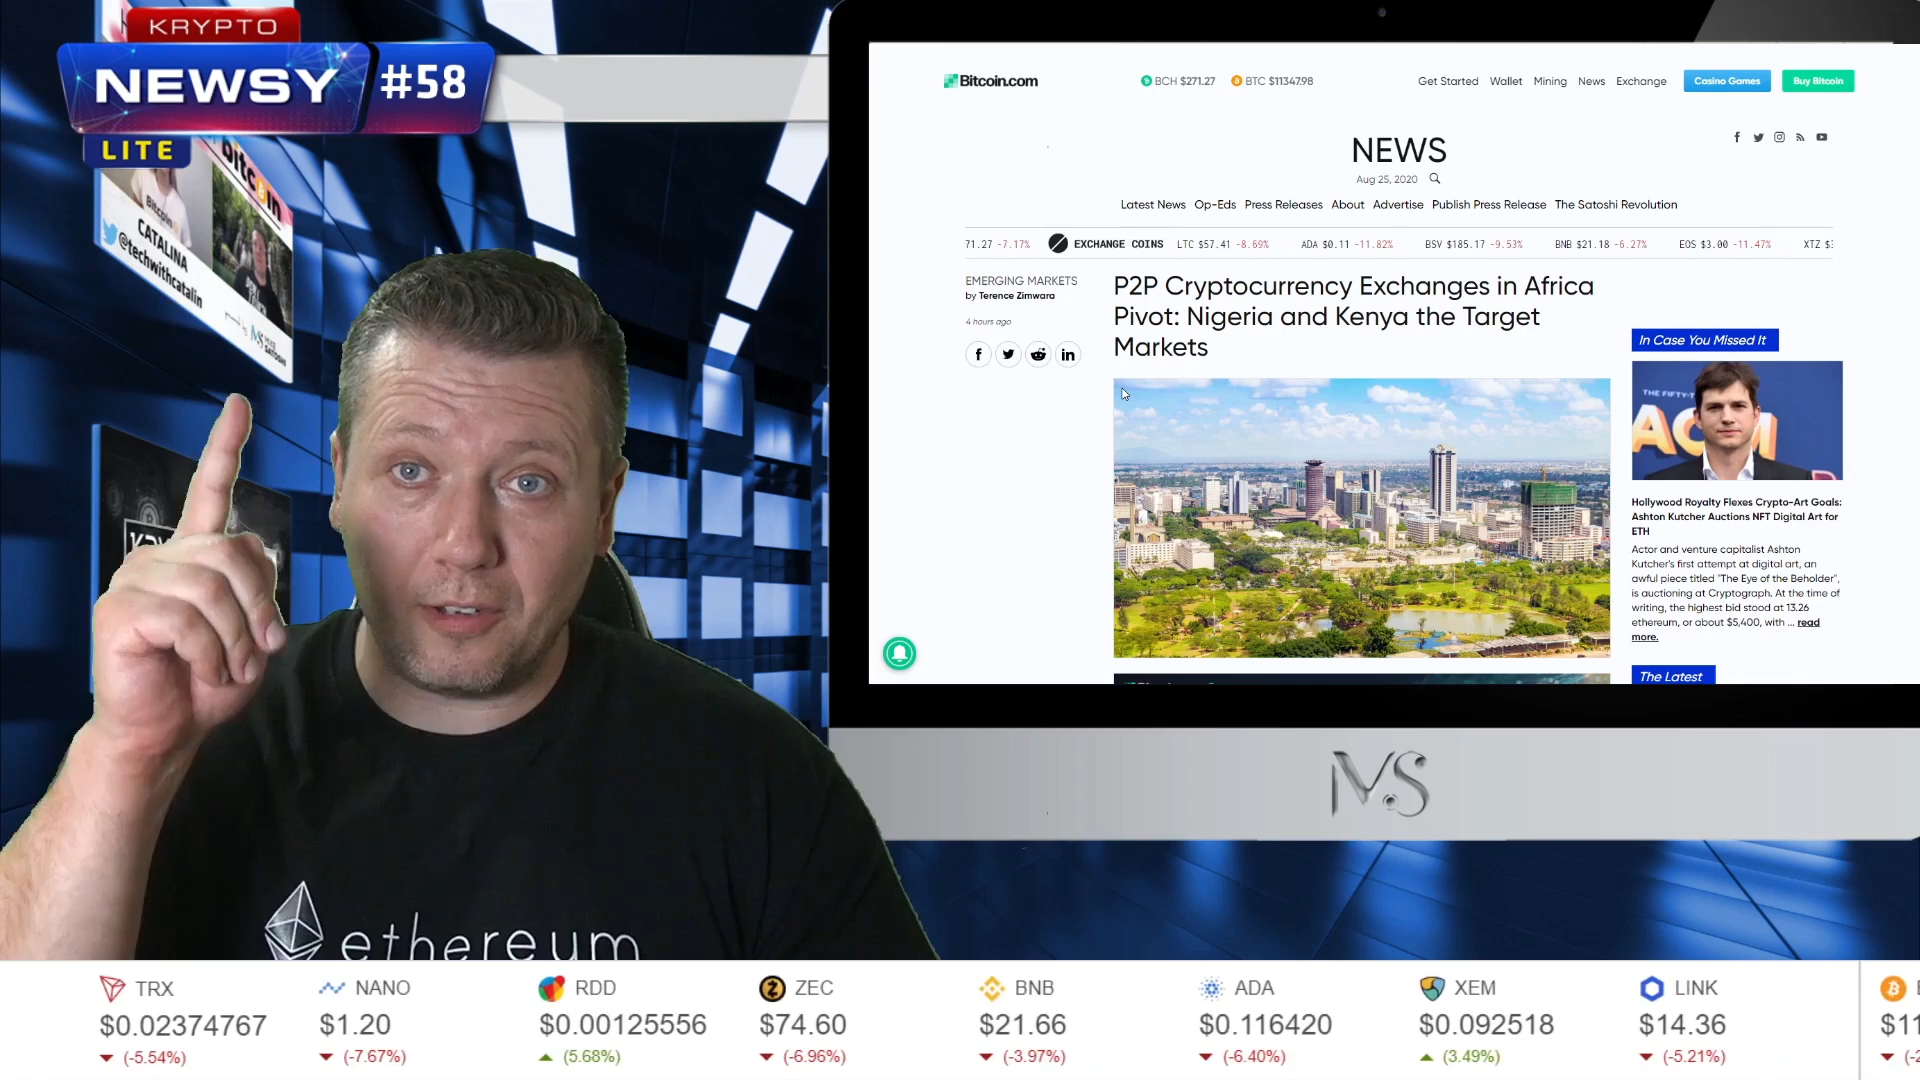 KRYPTO
NEWSY #58
LITE
bitcoin
Bitcoin
CATALINA
@techwithcatalin
SATOSHI
ethereum
Bitcoin.com
BCH $271.27
BTC $11347.98
Get Started Wallet Mining News Exchange Casino Games Buy Bitcoin
NEWS
Aug 25, 2020
Latest News Op-Eds Press Releases About Advertise Publish Press Release The Satoshi Revolution
71.27 -7.17% EXCHANGE COINS LTC $57.41 -8.69% ADA $0.11 -11.82% BSV $185.17 -9.53% BNB $21.18 -6.27% EOS $3.00 -11.47% XTZ
EMERGING MARKETS
by Terence Zimwara
4 hours ago
P2P Cryptocurrency Exchanges in Africa
Pivot: Nigeria and Kenya the Target
Markets
In Case You Missed It
THE FIFTY-T
ACM
Hollywood Royalty Flexes Crypto-Art Goals:
Ashton Kutcher Auctions NFT Digital Art for
ETH
Actor and venture capitalist Ashton
Kutcher's first attempt at digital art, an
awful piece titled "The Eye of the Beholder",
is auctioning at Cryptograph. At the time of
writing, the highest bid stood at 13.26
ethereum, or about $5,400, with ... read
more.
The Latest
MS
TRX
$0.02374767
(-5.54%)
NANO
$1.20
(-7.67%)
RDD
$0.00125556
(5.68%)
ZEC
$74.60
(-6.96%)
BNB
$21.66
(-3.97%)
ADA
$0.116420
(-6.40%)
XEM
$0.092518
(3.49%)
LINK
$14.36
(-5.21%)